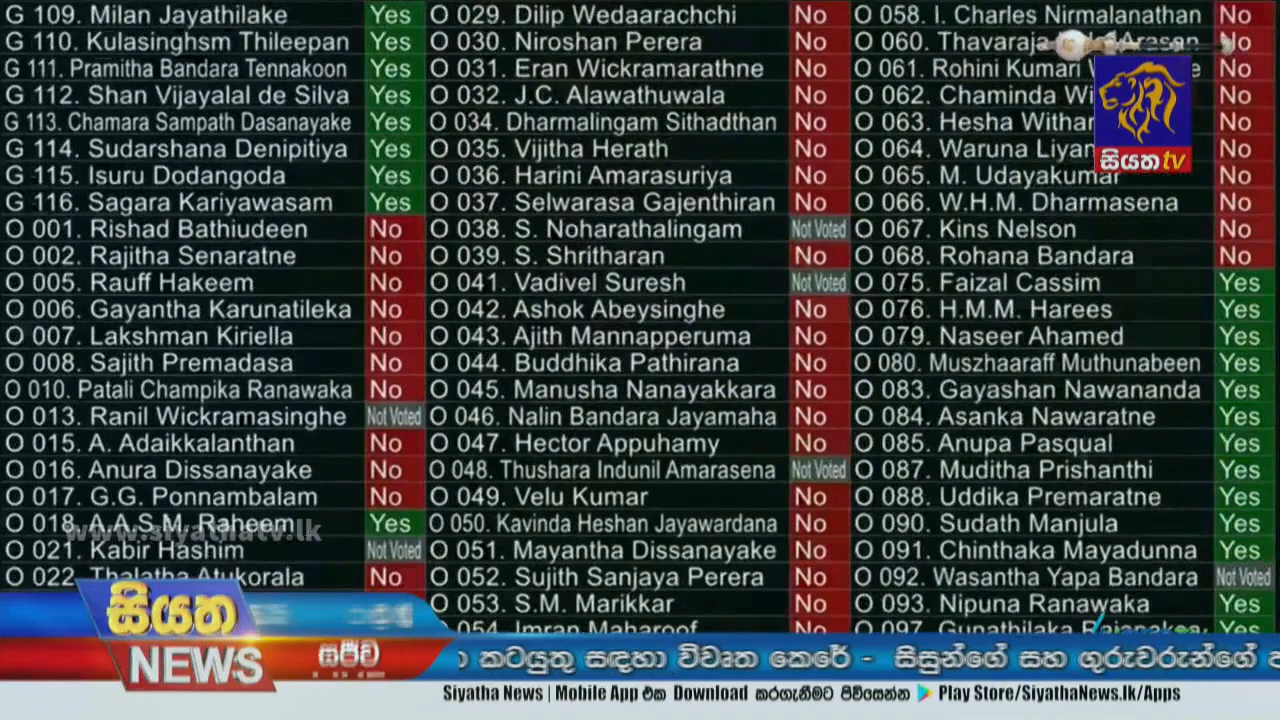 G 109. Milan Jayathilake Yes
G 110. Kulasinghsm Thileepan Yes
G 111. Pramitha Bandara Tennakoon Yes
G 112. Shan Vijayalal de Silva Yes
G 113. Chamara Sampath Dasanayake Yes
G 114. Sudarshana Denipitiya Yes
G 115. Isuru Dodangoda Yes
G 116. Sagara Kariyawasam Yes
O 001. Rishad Bathiudeen No
O 002. Rajitha Senaratne No
O 005. Rauff Hakeem No
O 006. Gayantha Karunatileka No
O 007. Lakshman Kiriella No
O 008. Sajith Premadasa No
O 010. Patali Champika Ranawaka No
O 013. Ranil Wickramasinghe Not Voted
O 015. A. Adaikkalanthan No
O 016. Anura Dissanayake No
O 017. G.G. Ponnambalam No
O 018. A.A.S.M. Raheem Yes
www.siyathatv.lk
O 021. Kabir Hashim Not Voted
O 022. Thalatha Atukorala No
O 029. Dilip Wedaarachchi No
O 030. Niroshan Perera No
O 031. Eran Wickramarathne No
O 032. J.C. Alawathuwala No
O 034. Dharmalingam Sithadthan No
O 035. Vijitha Herath No
O 036. Harini Amarasuriya No
O 037. Selwarasa Gajenthiran No
O 038. S. Noharathalingam Not Voted
O 039. S. Shritharan No
O 041. Vadivel Suresh Not Voted
O 042. Ashok Abeysinghe No
O 043. Ajith Mannapperuma No
O 044. Buddhika Pathirana No
O 045. Manusha Nanayakkara No
O 046. Nalin Bandara Jayamaha No
O 047. Hector Appuhamy No
O 048. Thushara Indunil Amarasena Not Voted
O 049. Velu Kumar No
O 050. Kavinda Heshan Jayawardana No
O 051. Mayantha Dissanayake No
O 052. Sujith Sanjaya Perera No
O 053. S.M. Marikkar No
O 054. Imran Maharoof No
O 058. I. Charles Nirmalanathan No
O 060. No
O 061. Rohini Kumari No
O 062. Chaminda No
O 063. Hesha No
O 064. Waruna No
O 065. M. Udayakumar No
O 066. W.H.M. Dharmasena No
O 067. Kins Nelson No
O 068. Rohana Bandara No
O 075. Faizal Cassim Yes
O 076. H.M.M. Harees Yes
O 079. Naseer Ahamed Yes
O 080. Muszhaaraff Muthunabeen Yes
O 083. Gayashan Nawananda Yes
O 084. Asanka Nawaratne Yes
O 085. Anupa Pasqual Yes
O 087. Muditha Prishanthi Yes
O 088. Uddika Premaratne Yes
O 090. Sudath Manjula Yes
O 091. Chinthaka Mayadunna Yes
O 092. Wasantha Yapa Bandara Not Voted
O 093. Nipuna Ranawaka Yes
O 097. Gunathilaka Yes
සියත tv
සියත
NEWS
සජීව
කටයුතු සඳහා විවෘත කෙරේ - සිසුන්ගේ සහ ගුරුවරුන්ගේ
Siyatha News | Mobile App එක Download කරගැනීමට පිවිසෙන්න Play Store/SiyathaNews.lk/Apps